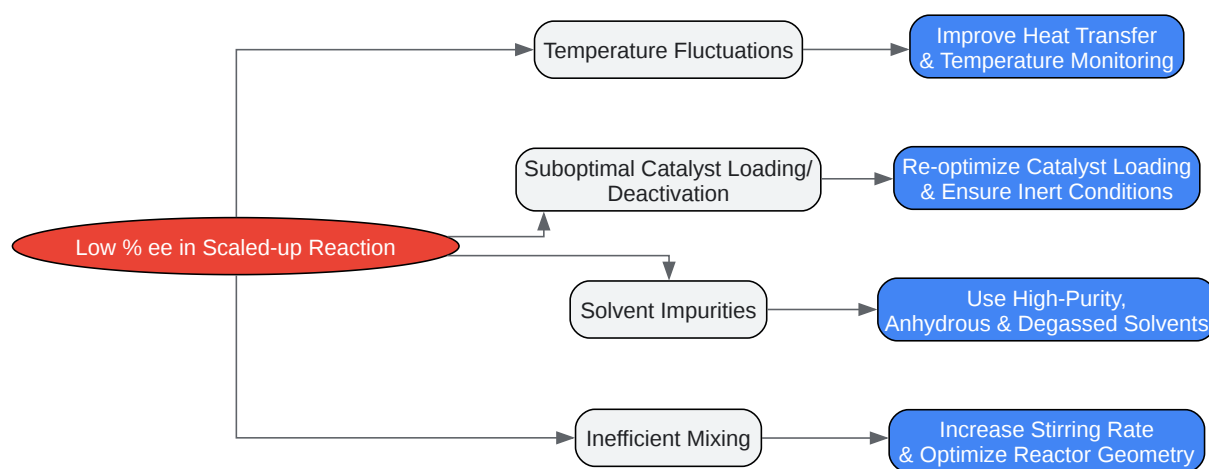 Temperature Fluctuations
Improve Heat Transfer
& Temperature Monitoring
Suboptimal Catalyst Loading/
Deactivation
Re-optimize Catalyst Loading
& Ensure Inert Conditions
Low % ee in Scaled-up Reaction
Solvent Impurities
Use High-Purity,
Anhydrous & Degassed Solvents
Inefficient Mixing
Increase Stirring Rate
& Optimize Reactor Geometry